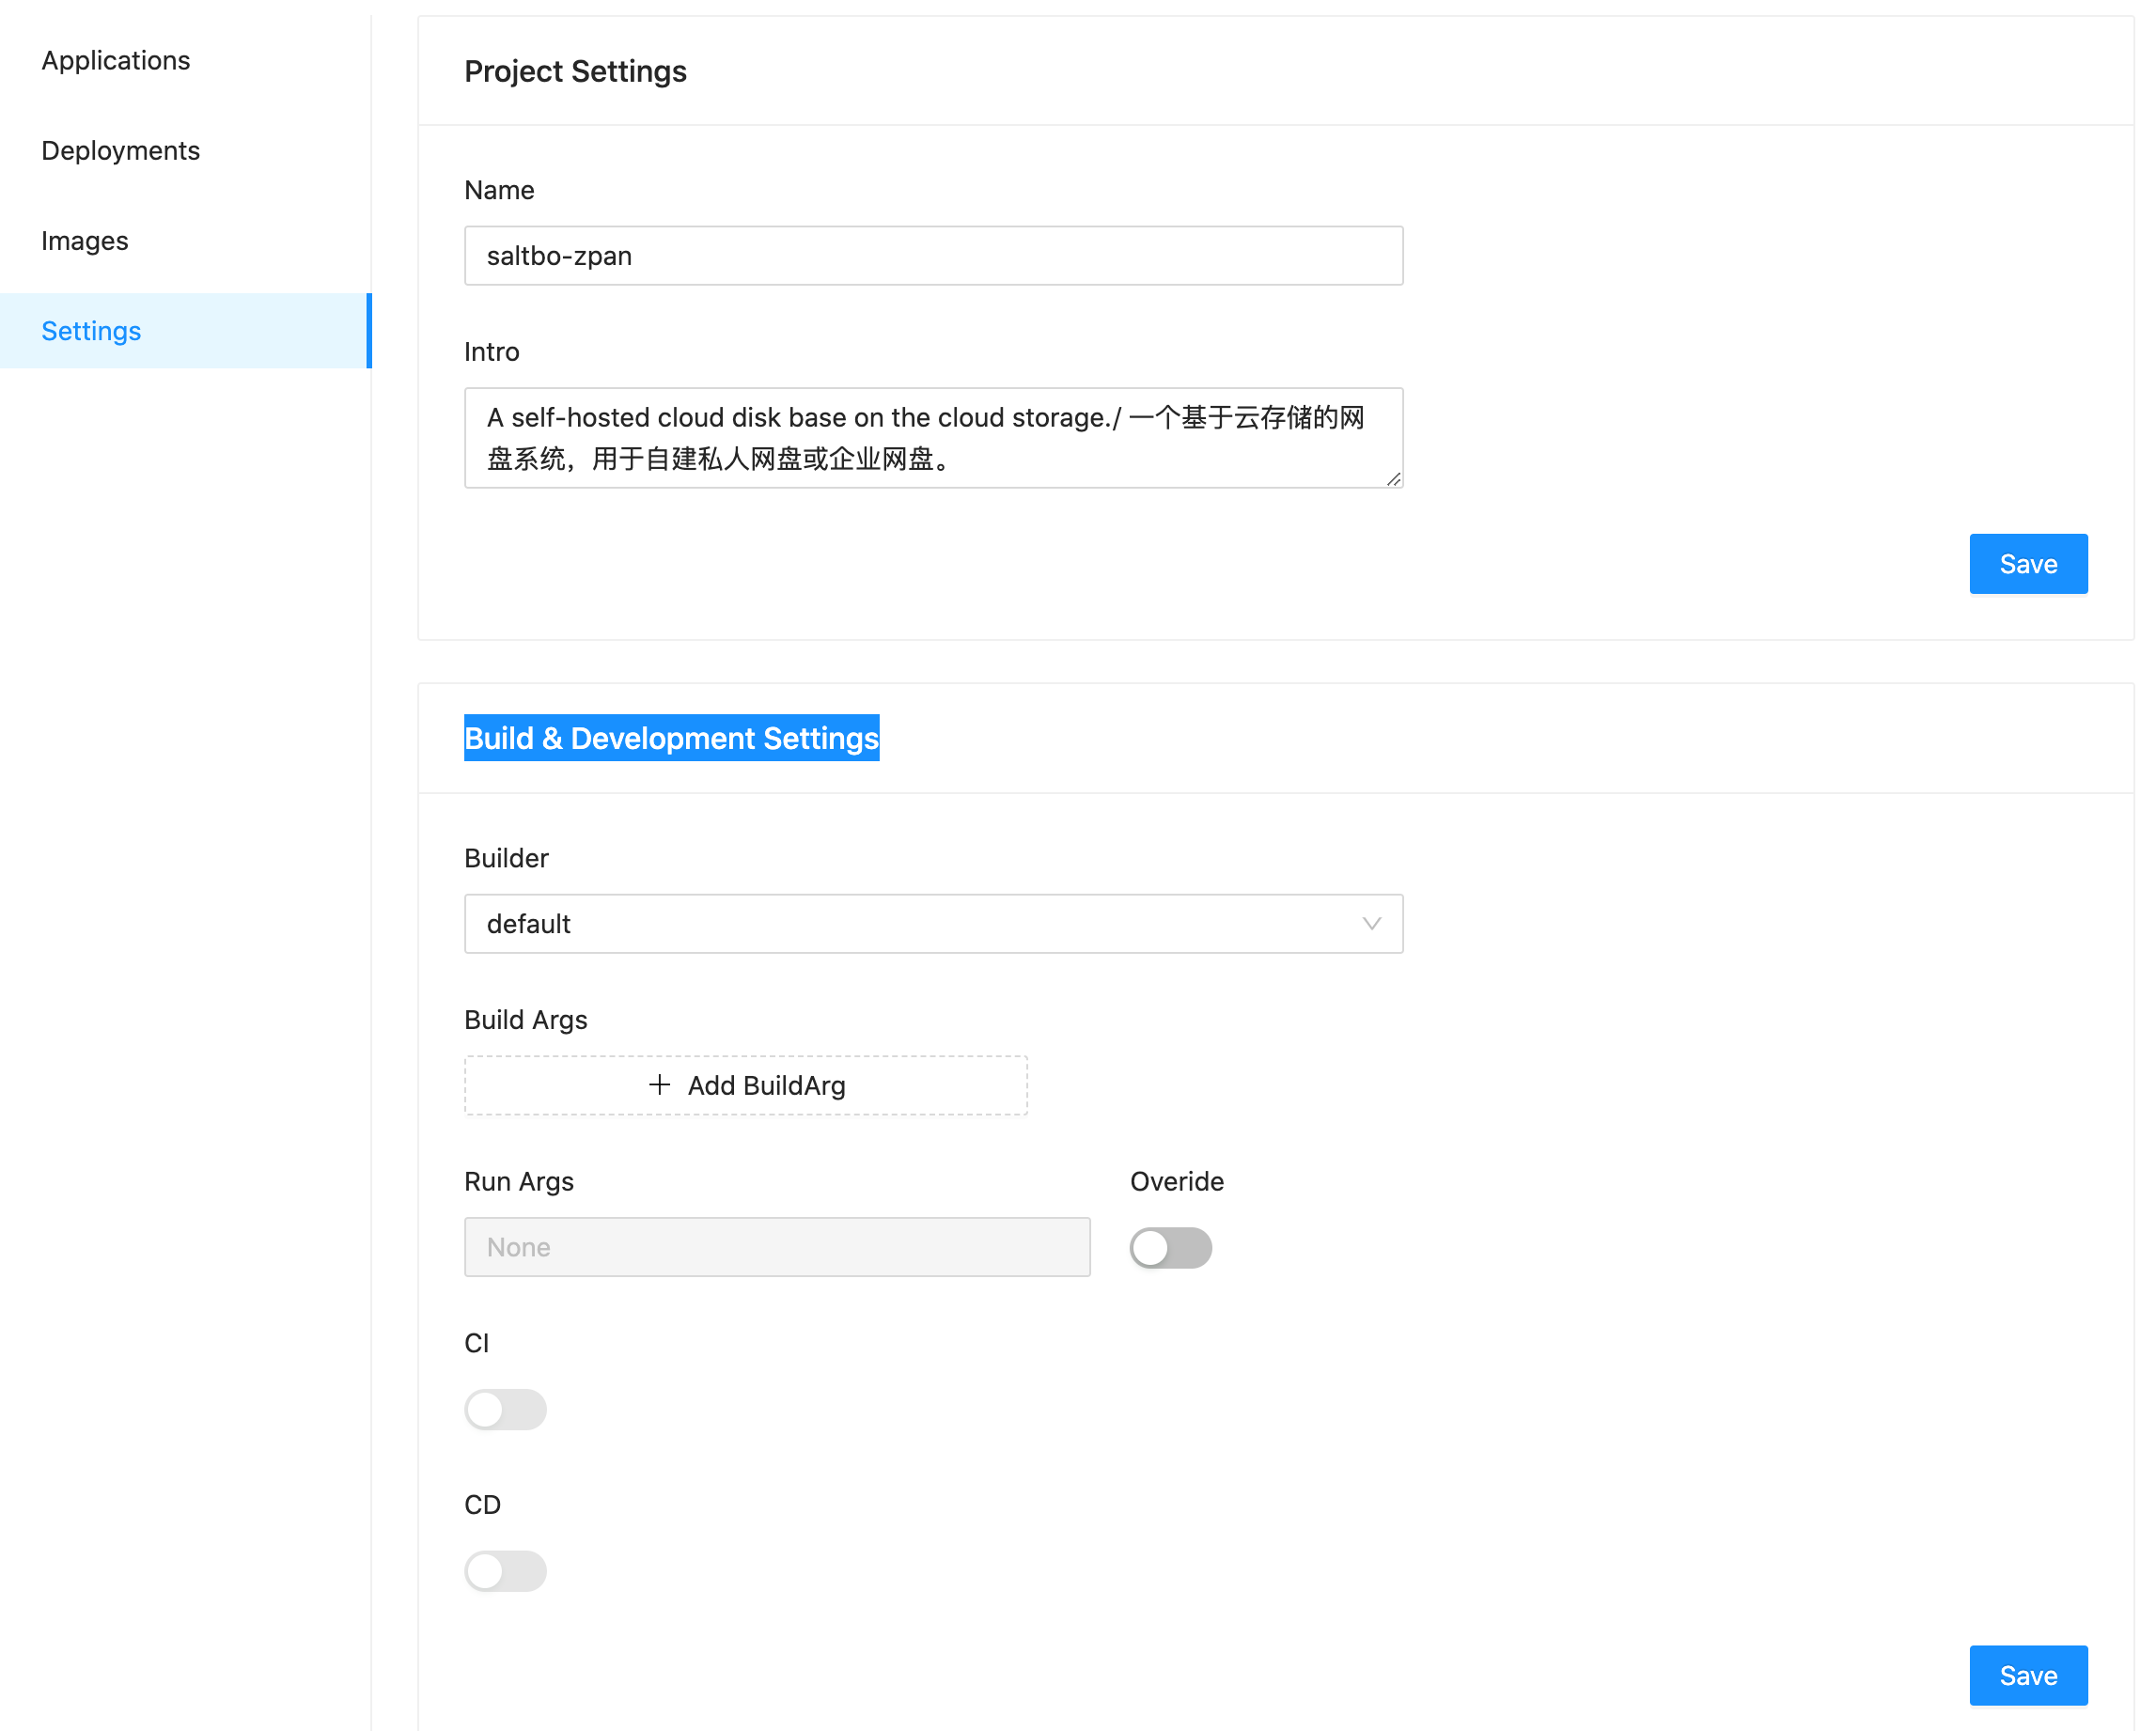 Applications
Deployments
Images
Settings
Project Settings
Name
saltbo-zpan
Intro
A self-hosted cloud disk base on the cloud storage./ 一个基于云存储的网
盘系统，用于自建私人网盘或企业网盘。
Save
Build & Development Settings
Builder
default
Build Args
Add BuildArg
Run Args
Overide
None
CI
CD
Save